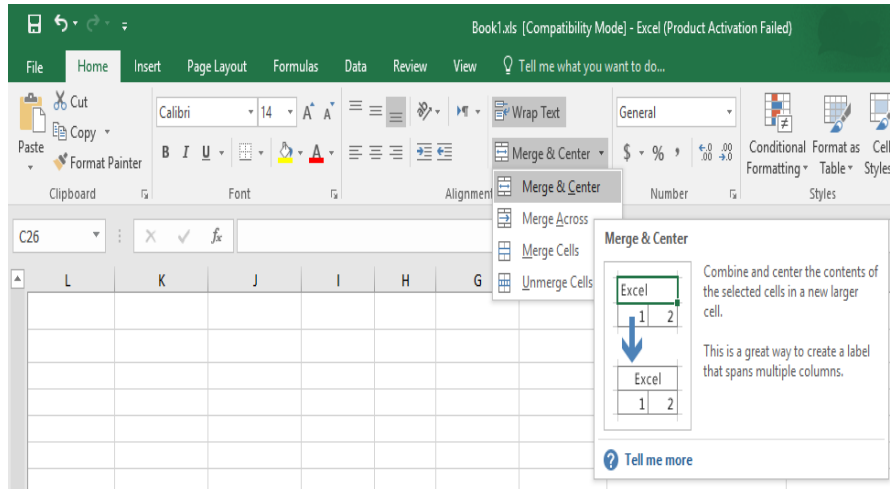 Book1.xls [Compatibility Mode] - Excel (Product Activation Failed)
File Home Insert Page Layout Formulas Data Review View Tell me what you want to do...
Paste
Cut
Copy
Format Painter
Clipboard
Calibri 14 A A
B I U A
Font
Wrap Text
Merge & Center
Alignment
General
$ % ,
.0 .00
.00 .0
Number
Conditional Formatting
Format as Table
Cell Styles
Styles
Merge & Center
Merge Across
Merge Cells
Unmerge Cells
C26 fx
L K J I H G
Merge & Center
Excel
1 2
Excel
1 2
Combine and center the contents of
the selected cells in a new larger
cell.
This is a great way to create a label
that spans multiple columns.
? Tell me more